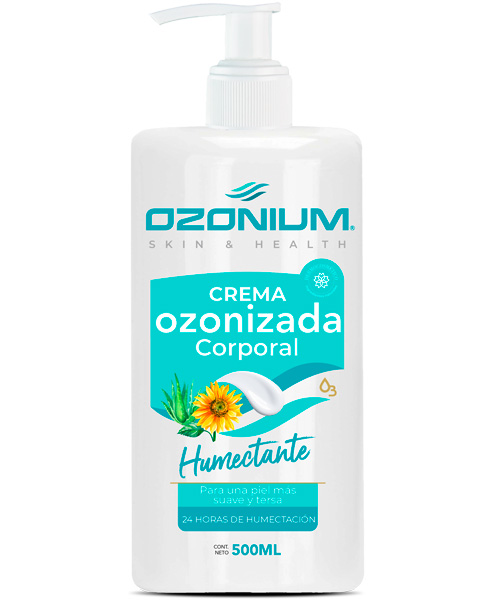 OZONIUM®
SKIN & HEALTH
CREMA
ozonizada
Corporal
O3
Humectante
Para una piel más
suave y tersa
24 HORAS DE HUMECTACIÓN
CONT.
NETO 500ML